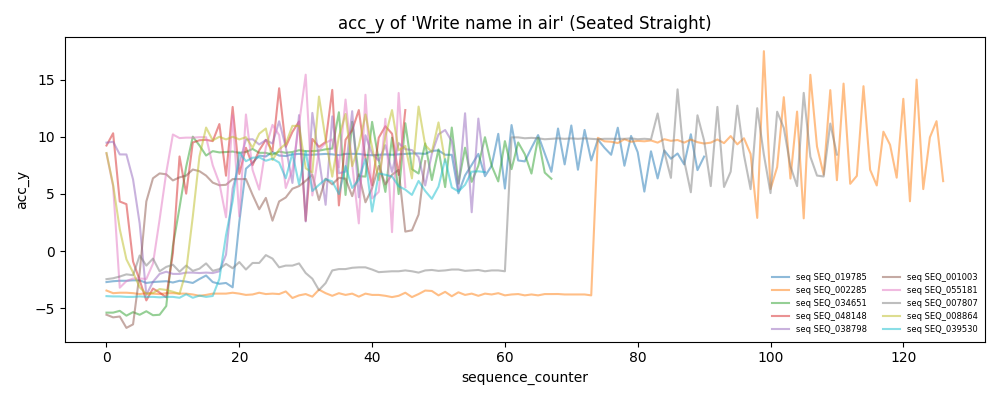 acc_y of 'Write name in air' (Seated Straight)
acc_y
15
10
5
0
−5
0 20 40 60 80 100 120
sequence_counter
seq SEQ_019785
seq SEQ_002285
seq SEQ_034651
seq SEQ_048148
seq SEQ_038798
seq SEQ_001003
seq SEQ_055181
seq SEQ_007807
seq SEQ_008864
seq SEQ_039530